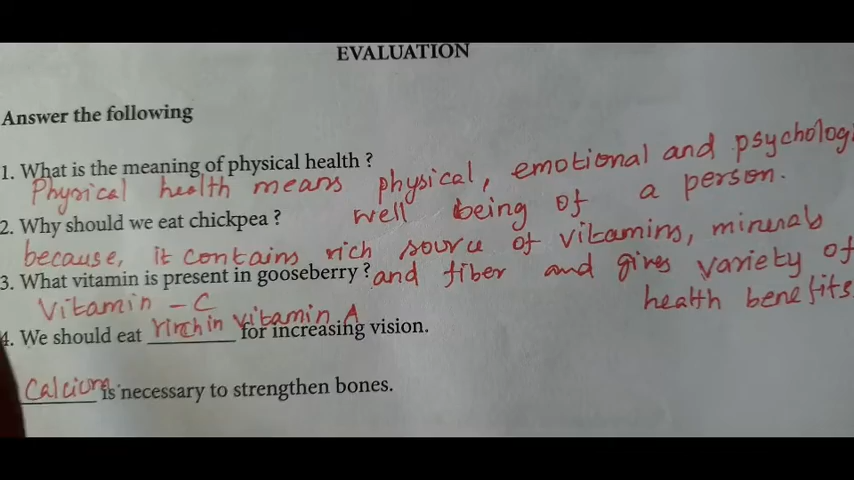 EVALUATION
Answer the following
1. What is the meaning of physical health ?
Physical health means physical, emotional and psychologi
well being of a person.
2. Why should we eat chickpea ?
because, it contains rich source of vitamins, minerals
and fiber and gives variety of
health benefits.
3. What vitamin is present in gooseberry ?
Vitamin - C
4. We should eat rich in vitamin A for increasing vision.
Calcium is necessary to strengthen bones.